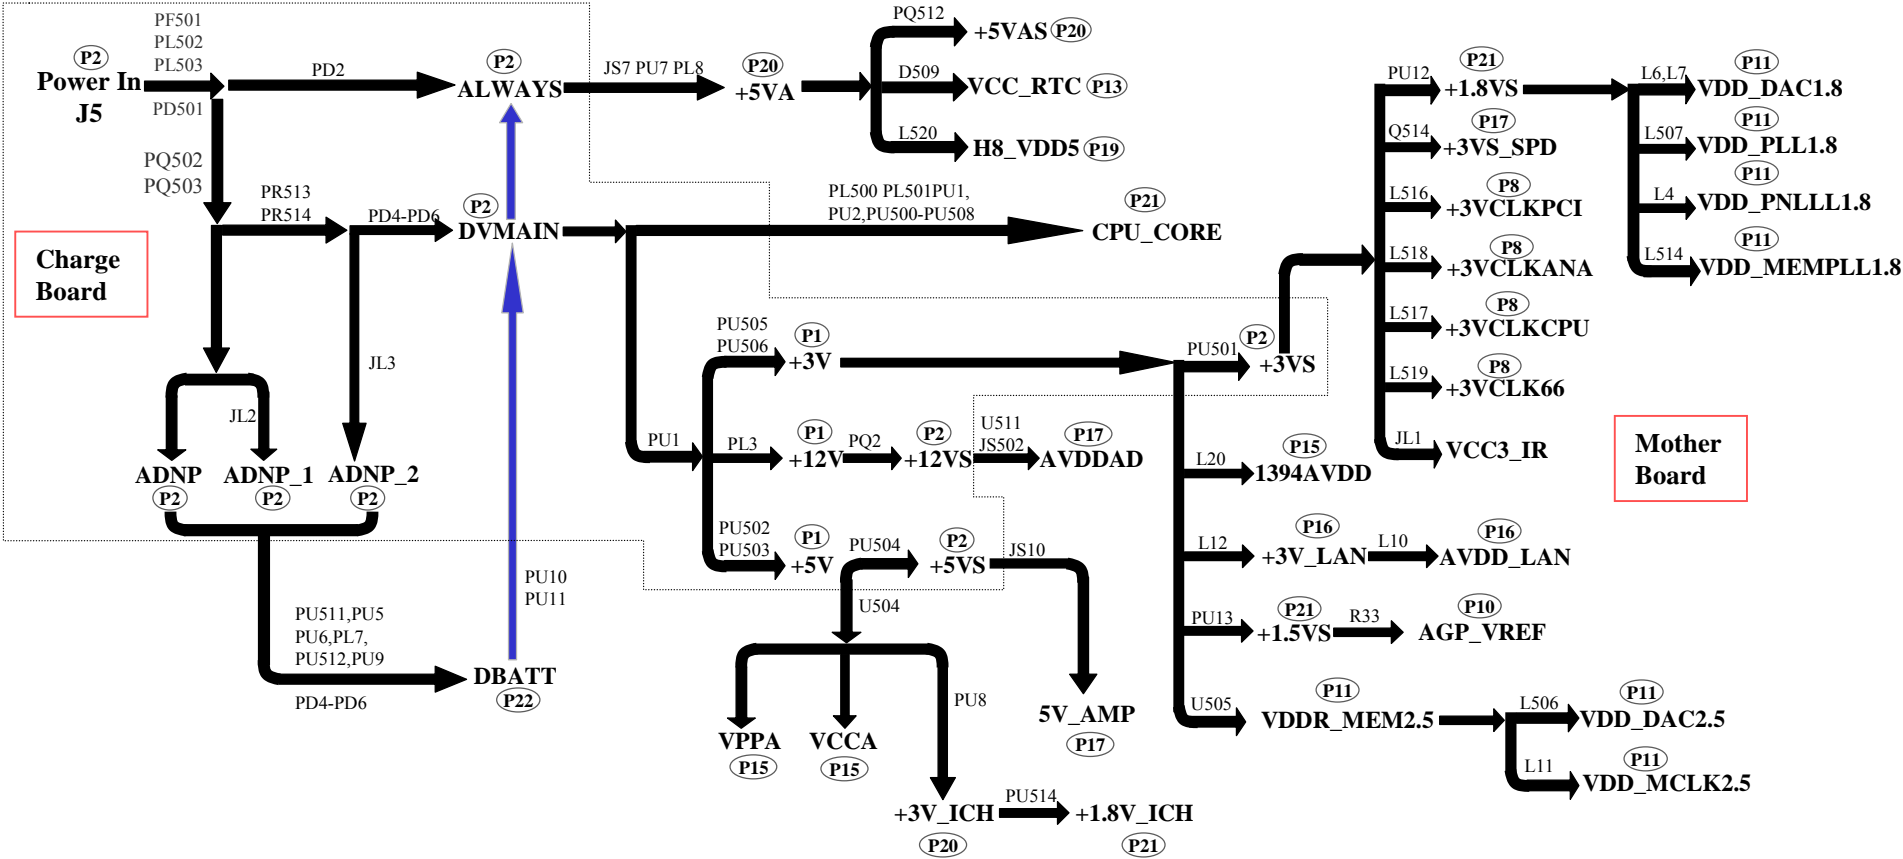 PF501
PL502
PL503
P2
Power In
J5
PD501
PD2
P2
ALWAYS
JS7 PU7 PL8
P20
+5VA
PQ512
+5VAS P20
D509
VCC_RTC P13
L520
H8_VDD5 P19
PQ502
PQ503
PR513
PR514
PD4-PD6
P2
DVMAIN
PL500 PL501PU1,
PU2,PU500-PU508
P21
CPU_CORE
Charge
Board
JL3
JL2
ADNP
P2
ADNP_1
P2
ADNP_2
P2
PU511,PU5
PU6,PL7,
PU512,PU9
PD4-PD6
DBATT
P22
PU10
PU11
PU1
PU505
PU506
P1
+3V
PL3
P1
+12V
PQ2
P2
+12VS
U511
JS502
P17
AVDDAD
PU502
PU503
P1
+5V
PU504
P2
+5VS
JS10
U504
VPPA
P15
VCCA
P15
PU8
5V_AMP
P17
+3V_ICH
P20
PU514
+1.8V_ICH
P21
PU501
P2
+3VS
L20
P15
1394AVDD
L12
P16
+3V_LAN
L10
P16
AVDD_LAN
PU13
P21
+1.5VS
R33
P10
AGP_VREF
U505
P11
VDDR_MEM2.5
L506
P11
VDD_DAC2.5
L11
P11
VDD_MCLK2.5
PU12
P21
+1.8VS
Q514
P17
+3VS_SPD
L516
P8
+3VCLKPCI
L518
P8
+3VCLKANA
L517
P8
+3VCLKCPU
L519
P8
+3VCLK66
JL1
VCC3_IR
L6,L7
P11
VDD_DAC1.8
L507
P11
VDD_PLL1.8
L4
P11
VDD_PNLLL1.8
L514
P11
VDD_MEMPLL1.8
Mother
Board